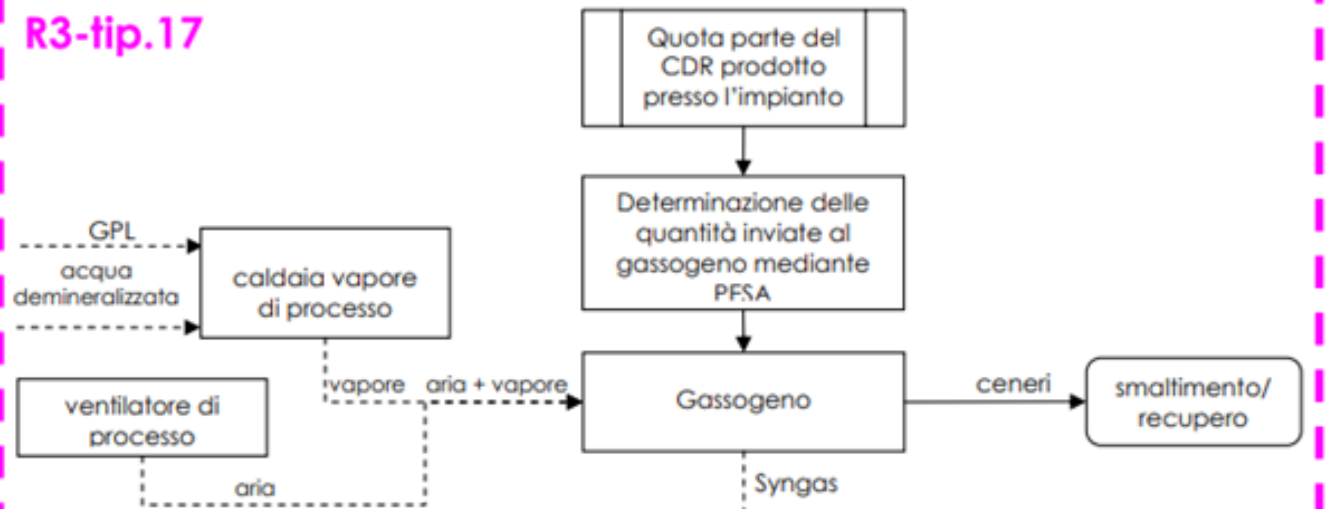 R3-tip.17
Quota parte del
CDR prodotto
presso l'impianto
Determinazione delle
quantità inviate al
gassogeno mediante
PESA
GPL
acqua
demineralizzata
caldaia vapore
di processo
vapore
aria + vapore
Gassogeno
ceneri
smaltimento/
recupero
ventilatore di
processo
aria
Syngas